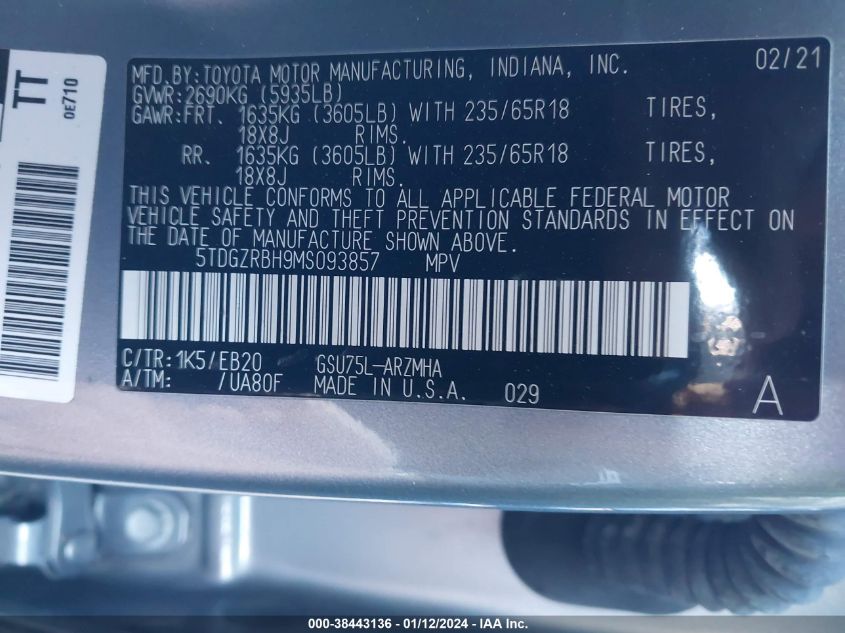 TT
0E710
MFD.BY:TOYOTA MOTOR MANUFACTURING, INDIANA, INC. 02/21
GVWR:2690KG (5935LB)
GAWR:FRT. 1635KG (3605LB) WITH 235/65R18 TIRES,
18X8J RIMS.
RR. 1635KG (3605LB) WITH 235/65R18 TIRES,
18X8J RIMS.
THIS VEHICLE CONFORMS TO ALL APPLICABLE FEDERAL MOTOR
VEHICLE SAFETY AND THEFT PREVENTION STANDARDS IN EFFECT ON
THE DATE OF MANUFACTURE SHOWN ABOVE.
5TDGZRBH9MS093857 MPV
C/TR:1K5/EB20 GSU75L-ARZMHA
A/TM: /UA80F MADE IN U.S.A. 029 A
000-38443136 - 01/12/2024 - IAA Inc.